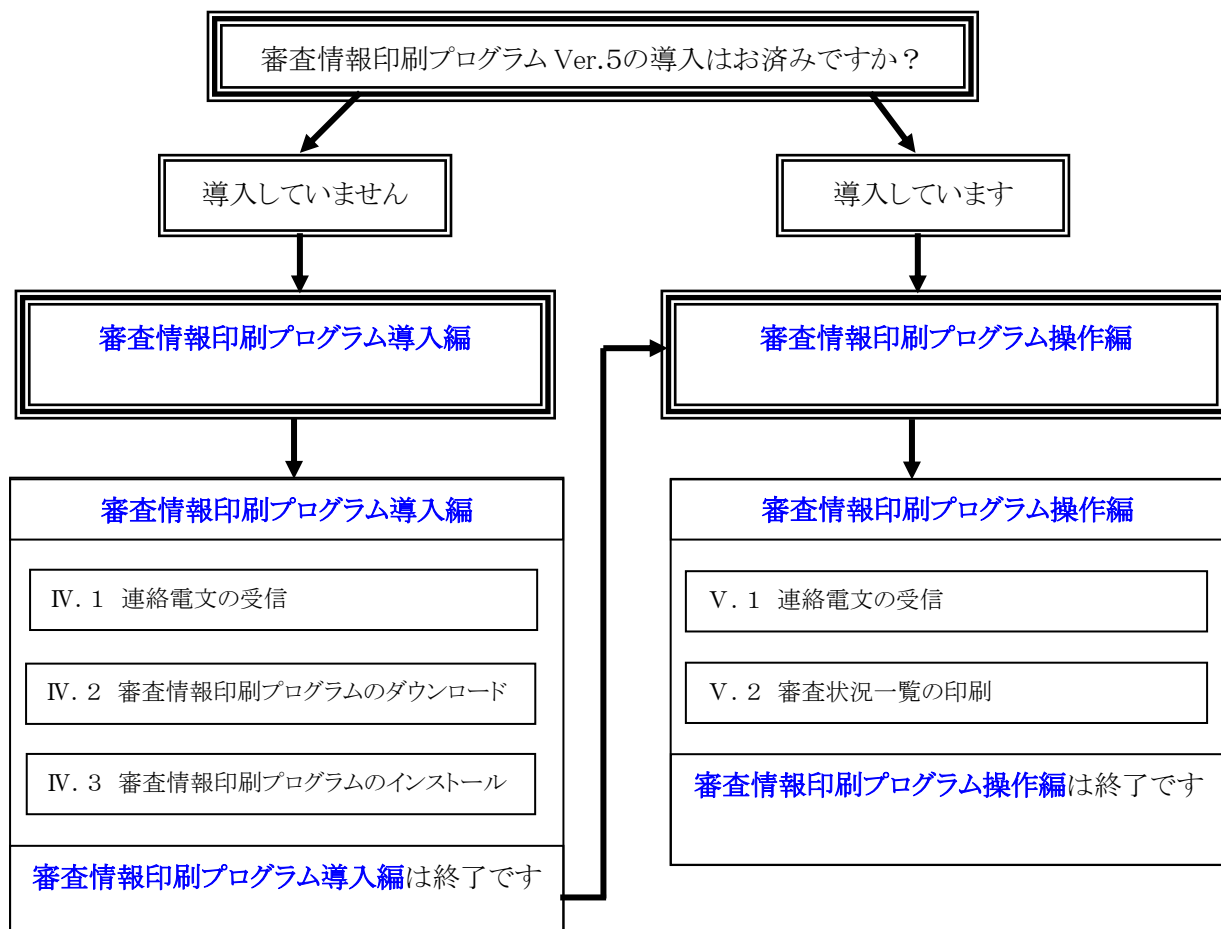 審査情報印刷プログラム Ver.5の導入はお済みですか？
導入していません
導入しています
審査情報印刷プログラム導入編
審査情報印刷プログラム操作編
審査情報印刷プログラム導入編
Ⅳ．１ 連絡電文の受信
Ⅳ．２ 審査情報印刷プログラムのダウンロード
Ⅳ．３ 審査情報印刷プログラムのインストール
審査情報印刷プログラム導入編は終了です
審査情報印刷プログラム操作編
Ⅴ．１ 連絡電文の受信
Ⅴ．２ 審査状況一覧の印刷
審査情報印刷プログラム操作編は終了です